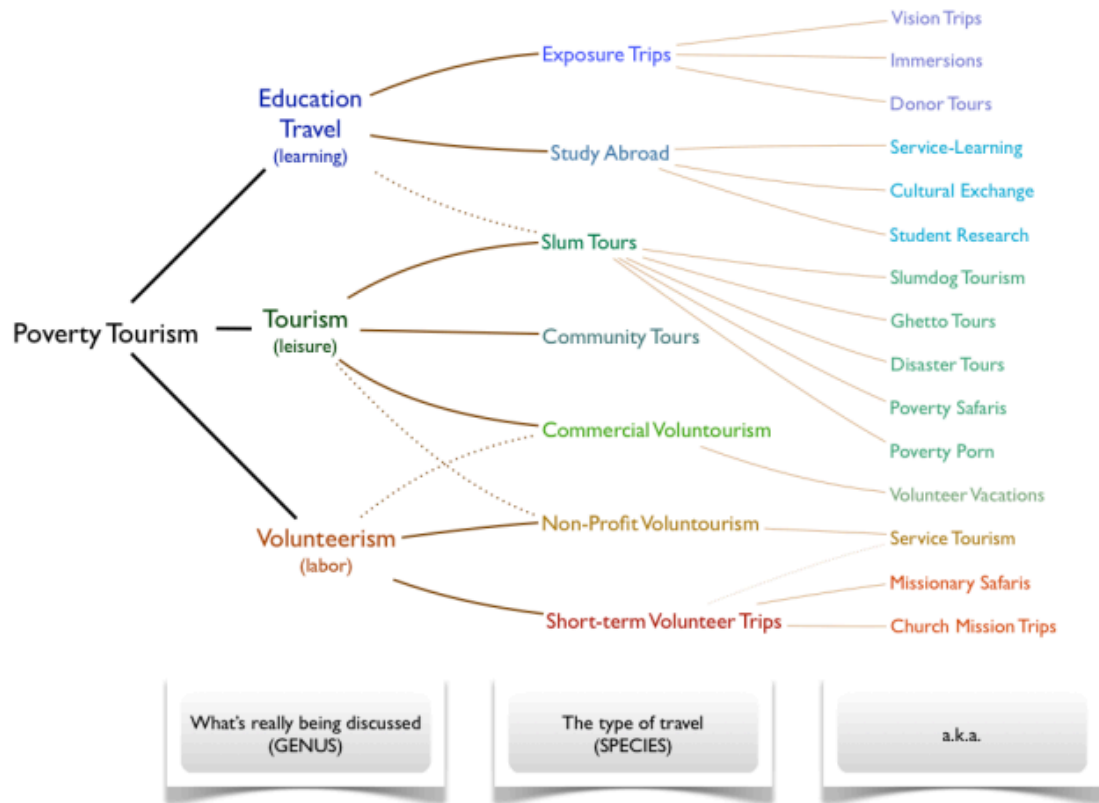 Poverty Tourism
Education
Travel
(learning)
Tourism
(leisure)
Volunteerism
(labor)
Exposure Trips
Study Abroad
Slum Tours
Community Tours
Commercial Voluntourism
Non-Profit Voluntourism
Short-term Volunteer Trips
Vision Trips
Immersions
Donor Tours
Service-Learning
Cultural Exchange
Student Research
Slumdog Tourism
Ghetto Tours
Disaster Tours
Poverty Safaris
Poverty Porn
Volunteer Vacations
Service Tourism
Missionary Safaris
Church Mission Trips
What's really being discussed
(GENUS)
The type of travel
(SPECIES)
a.k.a.